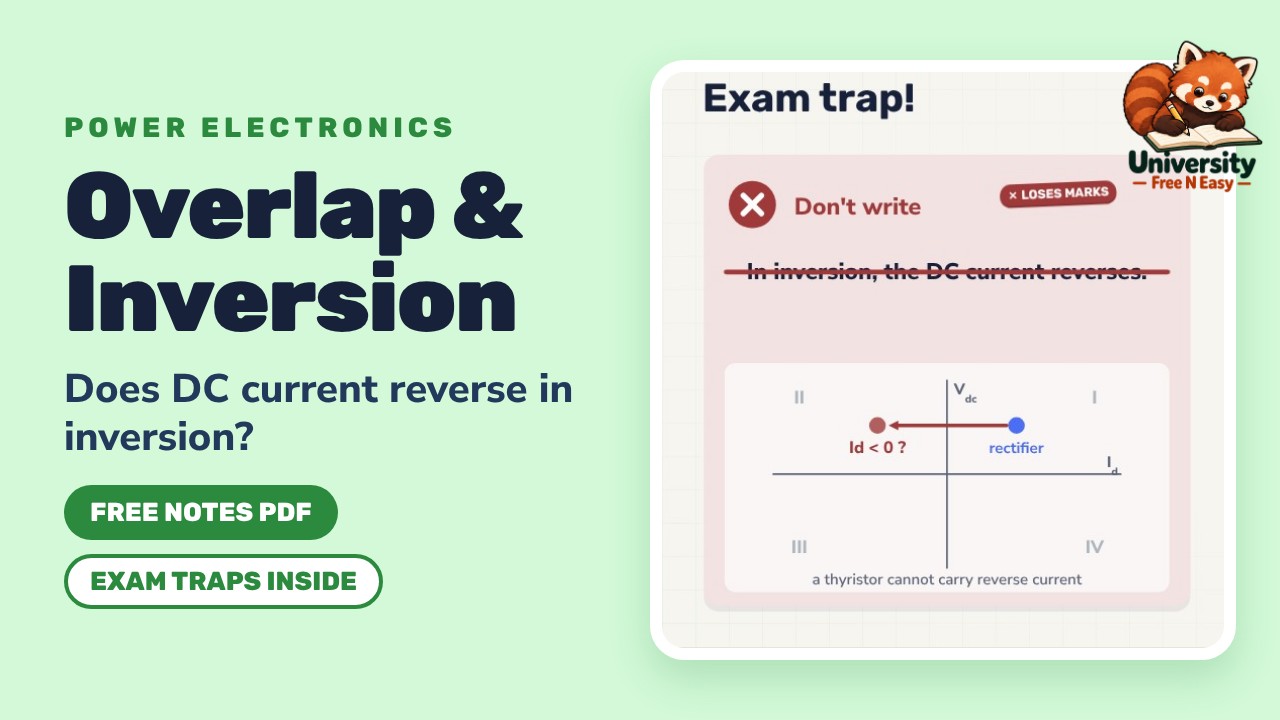 POWER ELECTRONICS
Overlap &
Inversion
Does DC current reverse in
inversion?
FREE NOTES PDF
EXAM TRAPS INSIDE
Exam trap!
Don't write
× LOSES MARKS
In inversion, the DC current reverses.
II
Vdc
I
Id < 0 ?
rectifier
Id
III
IV
a thyristor cannot carry reverse current
University
Free N Easy